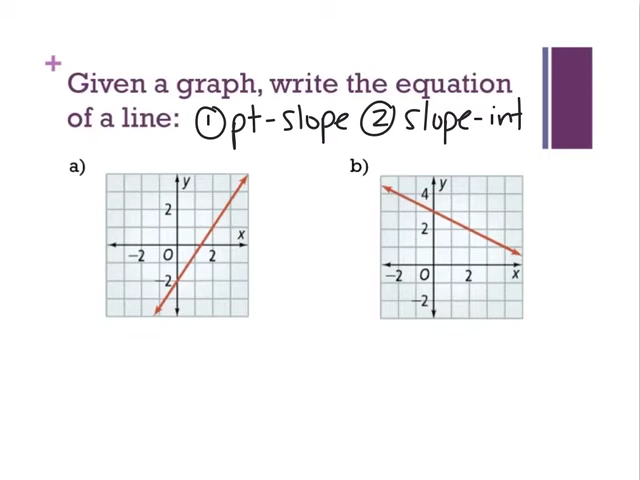 +
Given a graph, write the equation
of a line: ① pt-slope ② slope-int
a)
b)
y
2
x
-2 O 2
-2
y
4
2
-2 O 2 x
-2